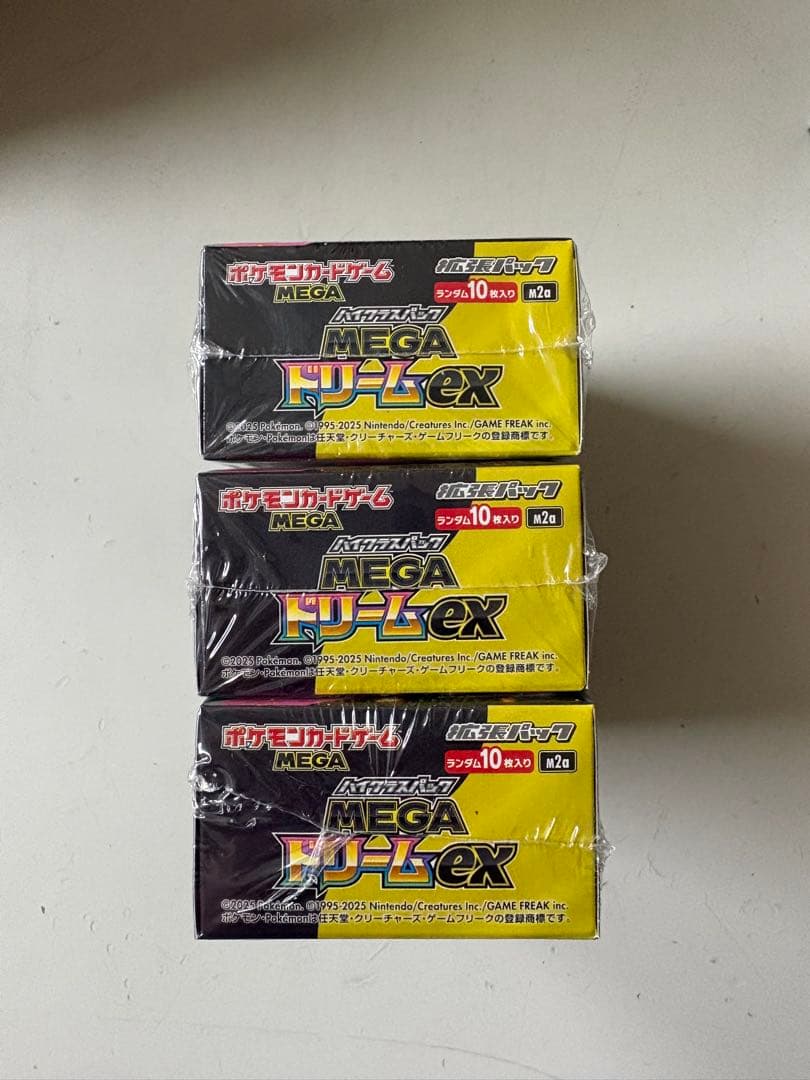 ポケモンカードゲーム
MEGA
拡張パック
ランダム10枚入り M2a
ハイクラスパック
MEGA
ドリームex
©2025 Pokémon. ©1995-2025 Nintendo/Creatures Inc./GAME FREAK inc.
ポケモン・Pokémonは任天堂・クリーチャーズ・ゲームフリークの登録商標です。
ポケモンカードゲーム
MEGA
拡張パック
ランダム10枚入り M2a
ハイクラスパック
MEGA
ドリームex
©2025 Pokémon. ©1995-2025 Nintendo/Creatures Inc./GAME FREAK inc.
ポケモン・Pokémonは任天堂・クリーチャーズ・ゲームフリークの登録商標です。
ポケモンカードゲーム
MEGA
拡張パック
ランダム10枚入り M2a
ハイクラスパック
MEGA
ドリームex
©2025 Pokémon. ©1995-2025 Nintendo/Creatures Inc./GAME FREAK inc.
ポケモン・Pokémonは任天堂・クリーチャーズ・ゲームフリークの登録商標です。